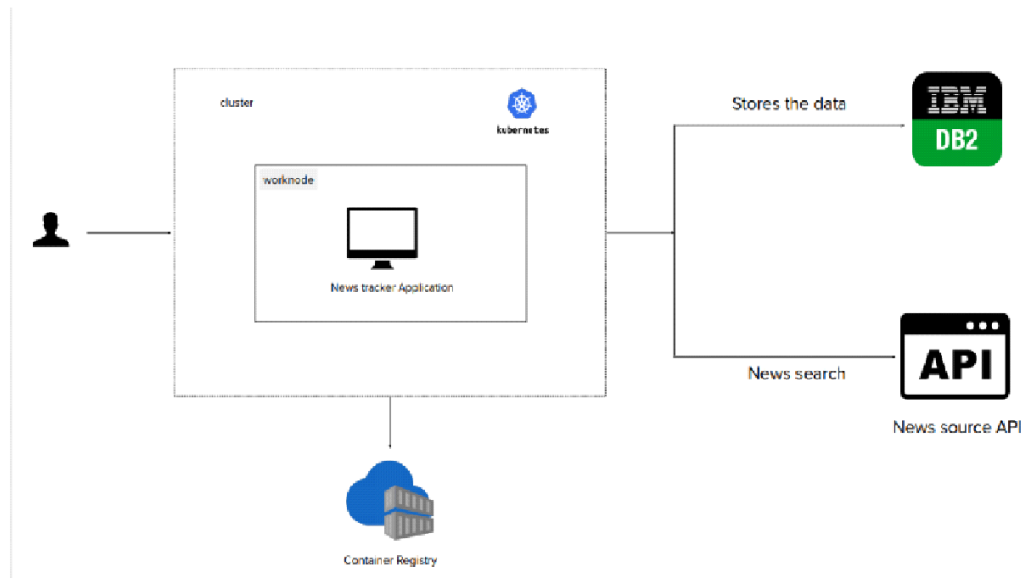 cluster
kubernetes
worknode
News tracker Application
Stores the data
IBM
DB2
News search
API
News source API
Container Registry